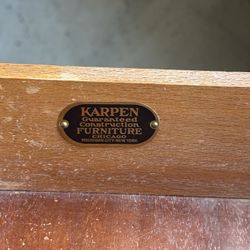 KARPEN
Guaranteed
Construction
FURNITURE
CHICAGO
MICHIGAN CITY-NEW YORK